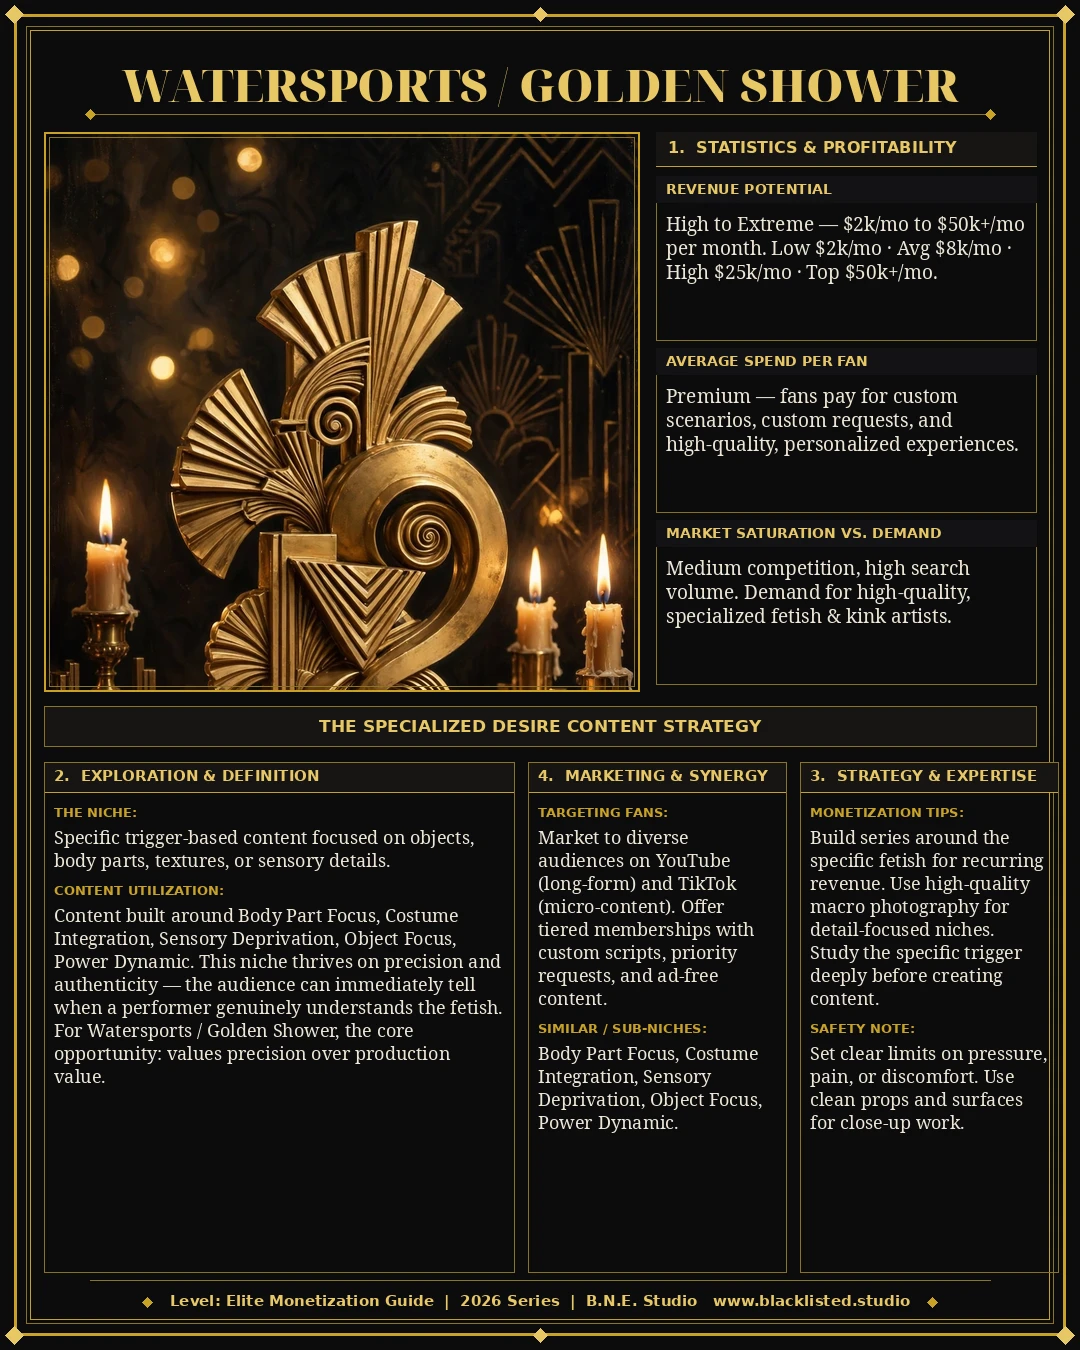 WATERSPORTS / GOLDEN SHOWER
1. STATISTICS & PROFITABILITY
REVENUE POTENTIAL
High to Extreme — $2k/mo to $50k+/mo
per month. Low $2k/mo · Avg $8k/mo ·
High $25k/mo · Top $50k+/mo.
AVERAGE SPEND PER FAN
Premium — fans pay for custom
scenarios, custom requests, and
high-quality, personalized experiences.
MARKET SATURATION VS. DEMAND
Medium competition, high search
volume. Demand for high-quality,
specialized fetish & kink artists.
THE SPECIALIZED DESIRE CONTENT STRATEGY
2. EXPLORATION & DEFINITION
THE NICHE:
Specific trigger-based content focused on objects,
body parts, textures, or sensory details.
CONTENT UTILIZATION:
Content built around Body Part Focus, Costume
Integration, Sensory Deprivation, Object Focus,
Power Dynamic. This niche thrives on precision and
authenticity — the audience can immediately tell
when a performer genuinely understands the fetish.
For Watersports / Golden Shower, the core
opportunity: values precision over production
value.
4. MARKETING & SYNERGY
TARGETING FANS:
Market to diverse
audiences on YouTube
(long-form) and TikTok
(micro-content). Offer
tiered memberships with
custom scripts, priority
requests, and ad-free
content.
SIMILAR / SUB-NICHES:
Body Part Focus, Costume
Integration, Sensory
Deprivation, Object Focus,
Power Dynamic.
3. STRATEGY & EXPERTISE
MONETIZATION TIPS:
Build series around the
specific fetish for recurring
revenue. Use high-quality
macro photography for
detail-focused niches.
Study the specific trigger
deeply before creating
content.
SAFETY NOTE:
Set clear limits on pressure,
pain, or discomfort. Use
clean props and surfaces
for close-up work.
Level: Elite Monetization Guide | 2026 Series | B.N.E. Studio www.blacklisted.studio